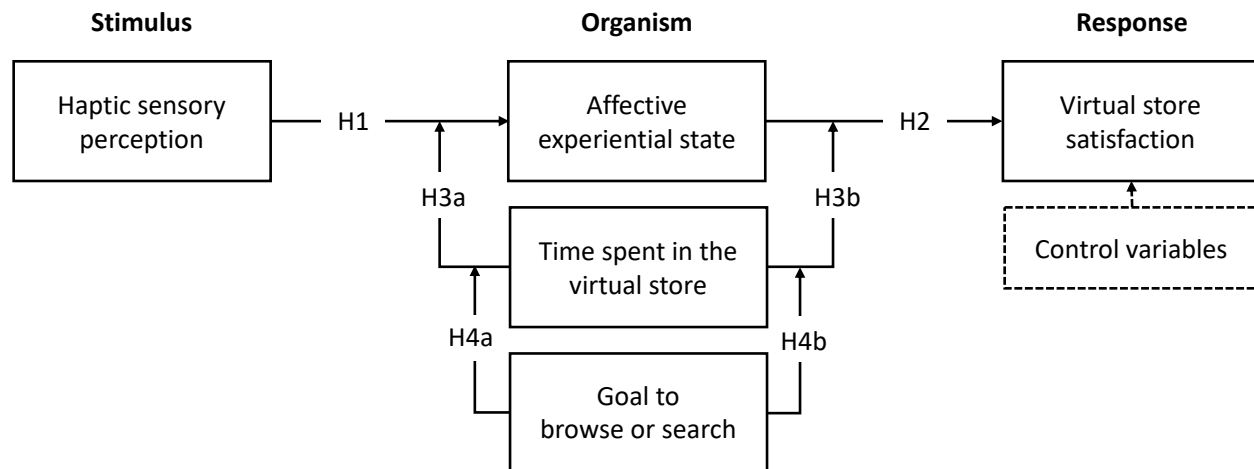 Stimulus
Organism
Response
Haptic sensory
perception
H1
Affective
experiential state
H2
Virtual store
satisfaction
H3a
H3b
Time spent in the
virtual store
Control variables
H4a
H4b
Goal to
browse or search